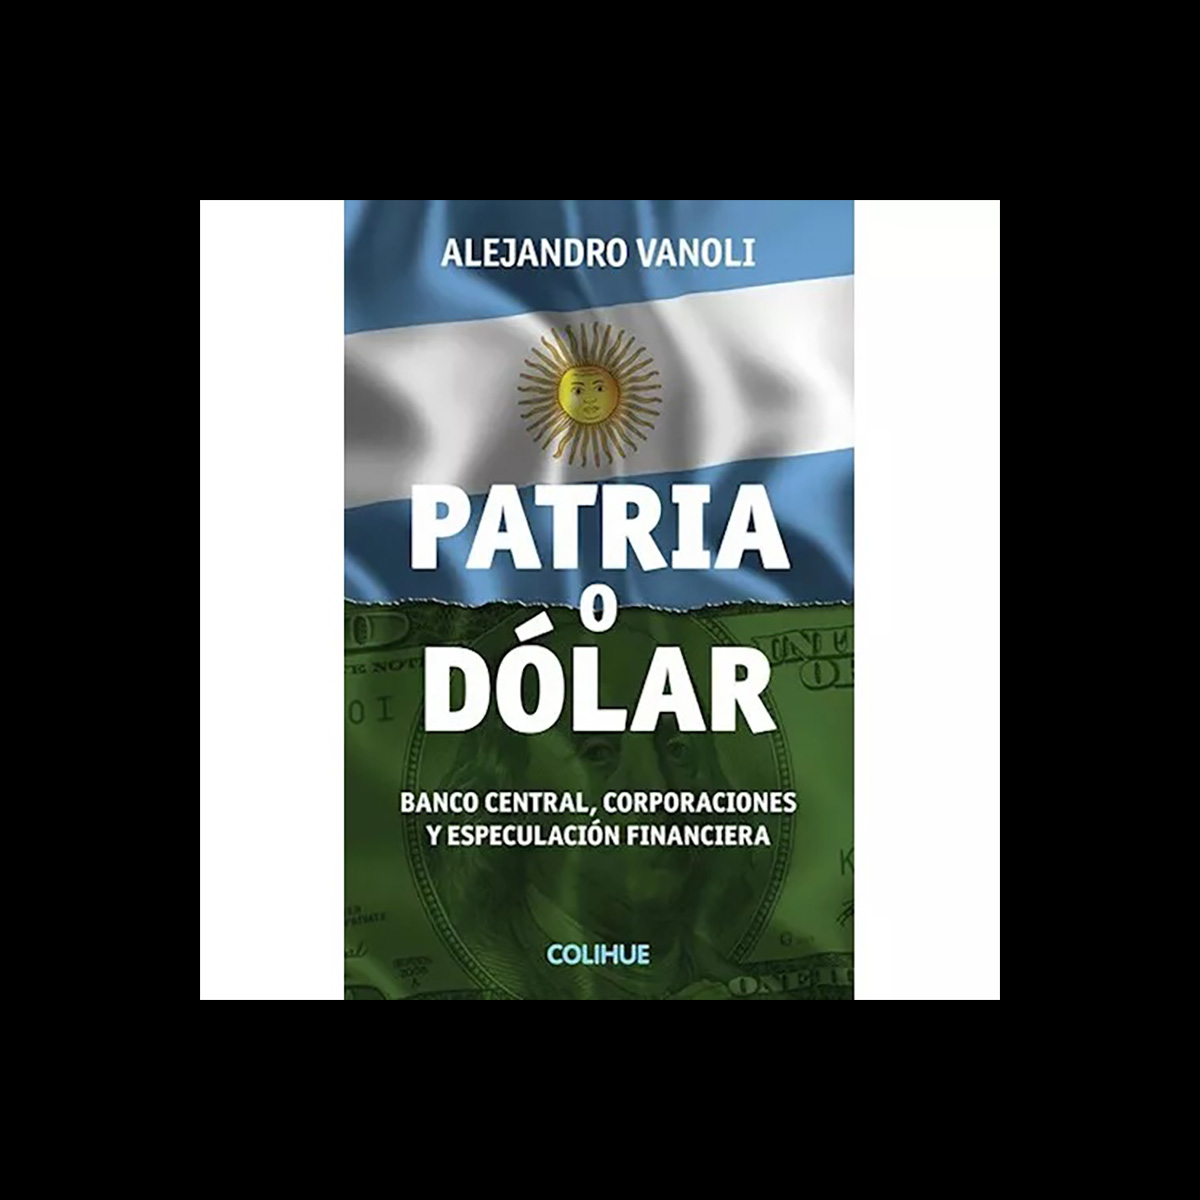 ALEJANDRO VANOLI
PATRIA
O
DÓLAR
BANCO CENTRAL, CORPORACIONES
Y ESPECULACIÓN FINANCIERA
COLIHUE